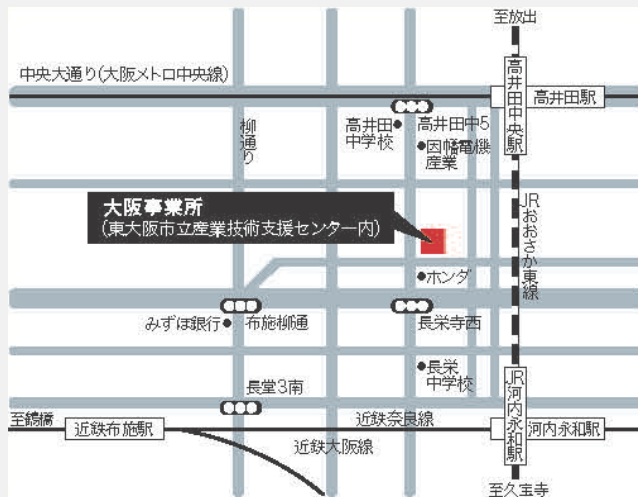 至放出
中央大通り(大阪メトロ中央線)
高井田中央駅
高井田駅
柳通り
高井田
中学校
高井田中5
因幡電機
産業
大阪事業所
(東大阪市立産業技術支援センター内)
JRおおさか東線
ホンダ
みずほ銀行
布施柳通
長栄寺西
長栄
中学校
長堂3南
JR河内永和駅
至鶴橋
近鉄布施駅
近鉄奈良線
河内永和駅
近鉄大阪線
至久宝寺